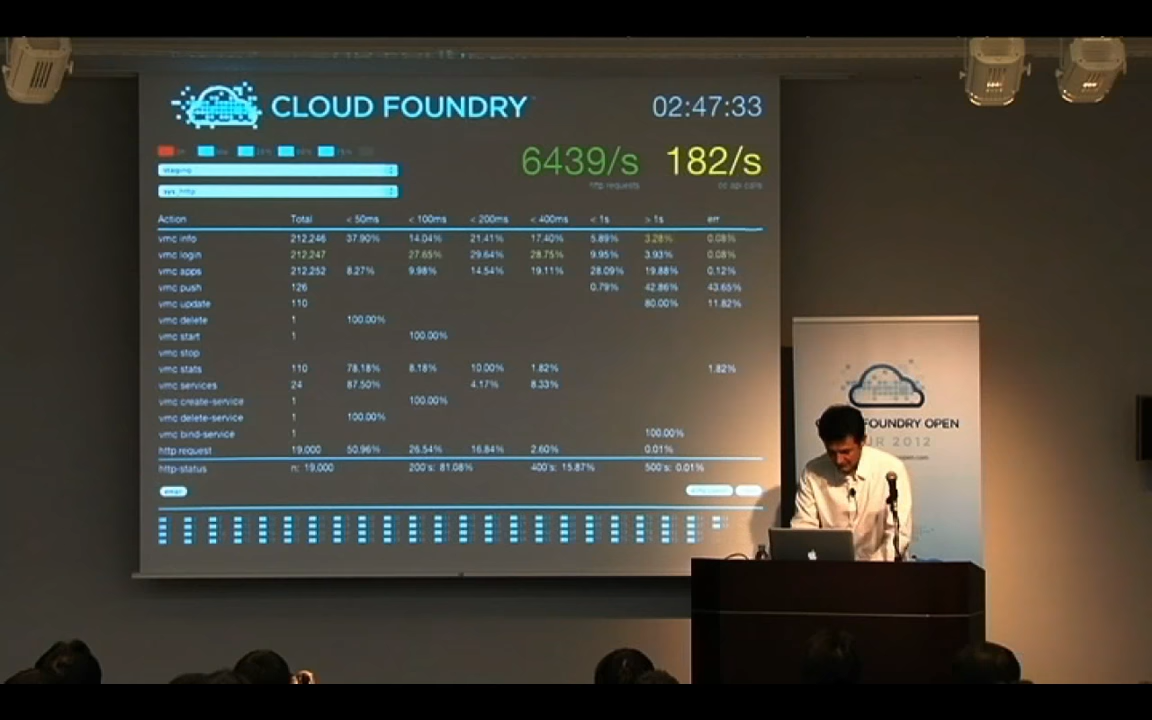 CLOUD FOUNDRY
02:47:33
6439/s 182/s
http requests cc api calls
staging
sys_http
Action Total < 50ms < 100ms < 200ms < 400ms < 1s > 1s err
vmc info 212,246 37.90% 14.04% 21.41% 17.40% 5.89% 3.28% 0.08%
vmc login 212,247 27.65% 29.64% 28.75% 9.95% 3.93% 0.08%
vmc apps 212,252 8.27% 9.98% 14.54% 19.11% 28.09% 19.88% 0.12%
vmc push 126 0.79% 42.86% 43.65%
vmc update 110 80.00% 11.82%
vmc delete 1 100.00%
vmc start 1 100.00%
vmc stop
vmc stats 110 78.18% 8.18% 10.00% 1.82% 1.82%
vmc services 24 87.50% 4.17% 8.33%
vmc create-service 1 100.00%
vmc delete-service 1 100.00%
vmc bind-service 1 100.00%
http request 19,000 50.96% 26.54% 16.84% 2.60% 0.01%
http-status n: 19,000 200's: 81.08% 400's: 15.87% 500's: 0.01%
email
FOUNDRY OPEN
2012